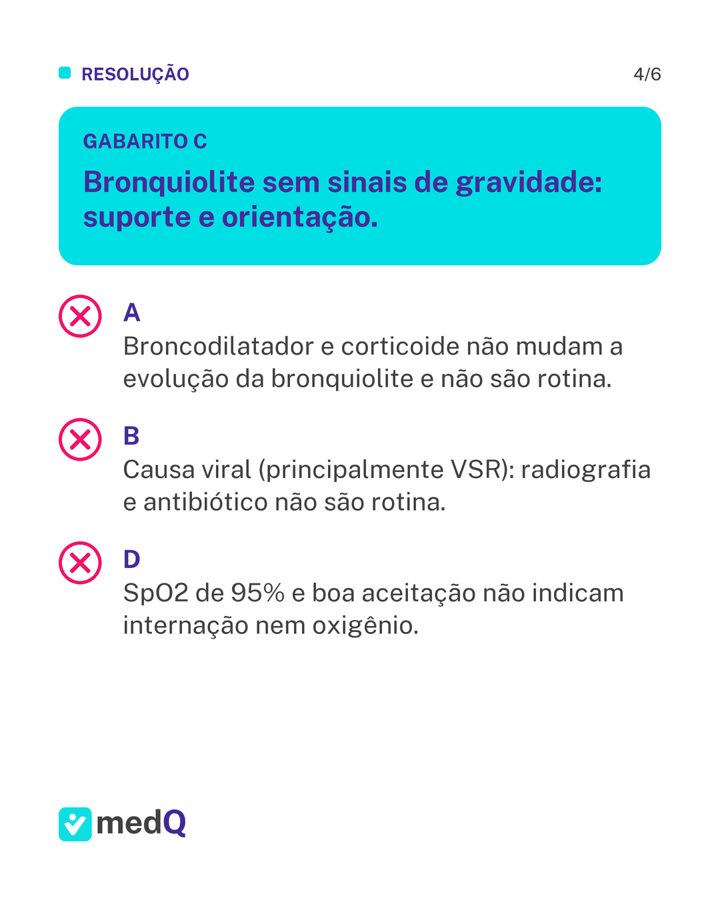 RESOLUÇÃO
4/6
GABARITO C
Bronquiolite sem sinais de gravidade:
suporte e orientação.
A
Broncodilatador e corticoide não mudam a
evolução da bronquiolite e não são rotina.
B
Causa viral (principalmente VSR): radiografia
e antibiótico não são rotina.
D
SpO2 de 95% e boa aceitação não indicam
internação nem oxigênio.
medQ